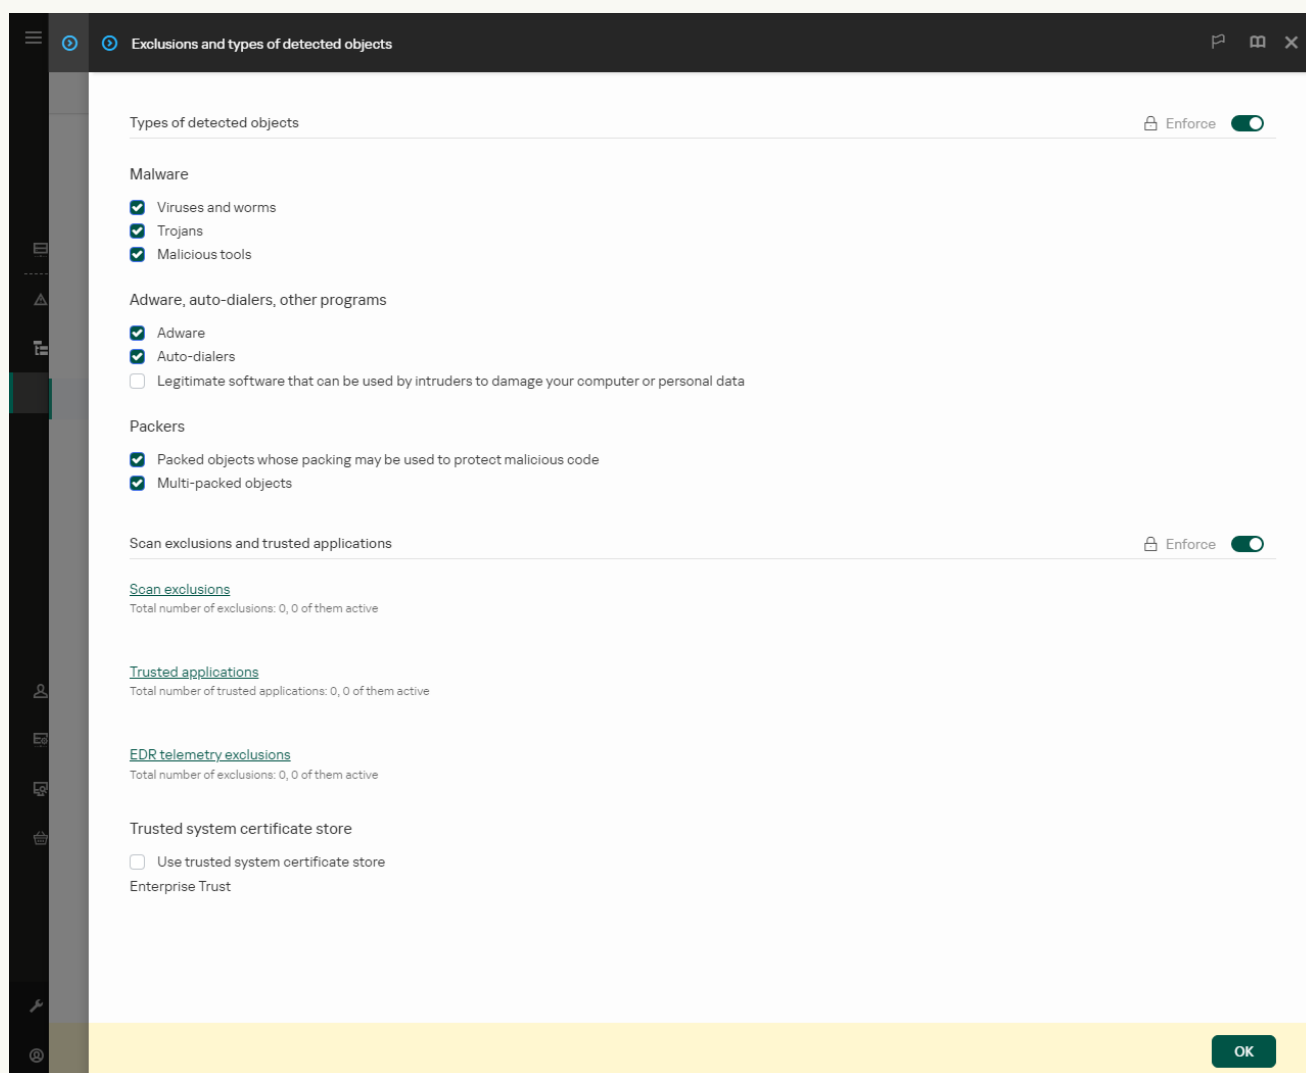 Exclusions and types of detected objects
Types of detected objects
Enforce
Malware
Viruses and worms
Trojans
Malicious tools
Adware, auto-dialers, other programs
Adware
Auto-dialers
Legitimate software that can be used by intruders to damage your computer or personal data
Packers
Packed objects whose packing may be used to protect malicious code
Multi-packed objects
Scan exclusions and trusted applications
Enforce
Scan exclusions
Total number of exclusions: 0, 0 of them active
Trusted applications
Total number of trusted applications: 0, 0 of them active
EDR telemetry exclusions
Total number of exclusions: 0, 0 of them active
Trusted system certificate store
Use trusted system certificate store
Enterprise Trust
OK